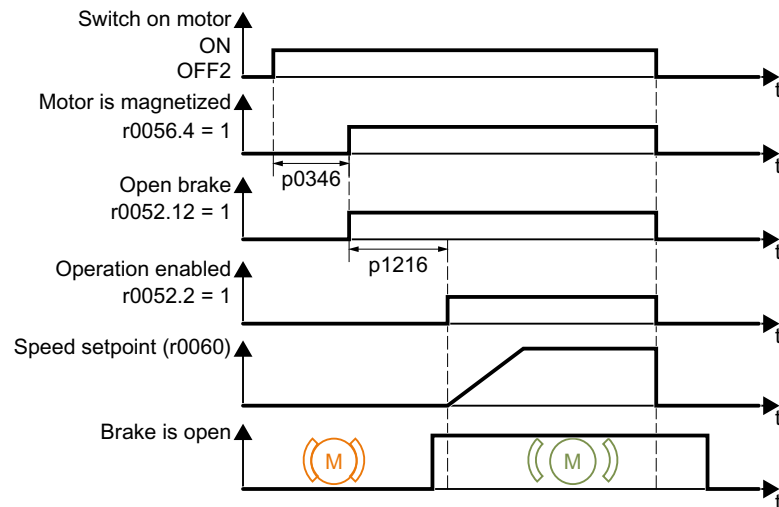 Switch on motor
ON
OFF2
t
Motor is magnetized
r0056.4 = 1
t
p0346
Open brake
r0052.12 = 1
t
p1216
Operation enabled
r0052.2 = 1
t
Speed setpoint (r0060)
t
Brake is open
M
M
t